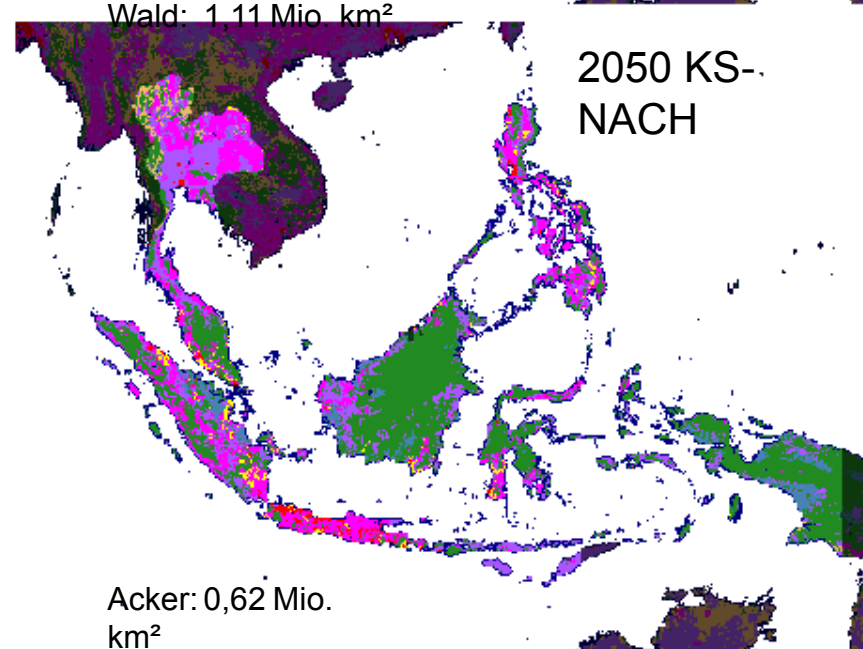 Wald: 1,11 Mio. km²
2050 KS-
NACH
Acker: 0,62 Mio.
km²